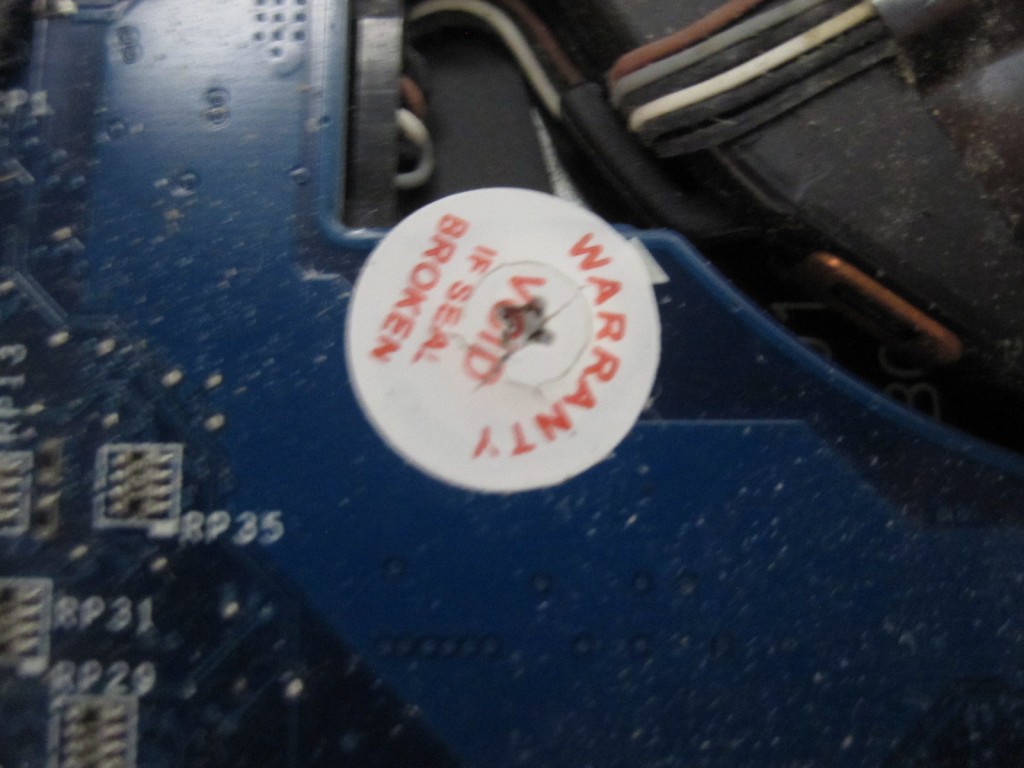 WARRANTY
VOID
IF SEAL
BROKEN
RP13
RP35
RP31
RP29